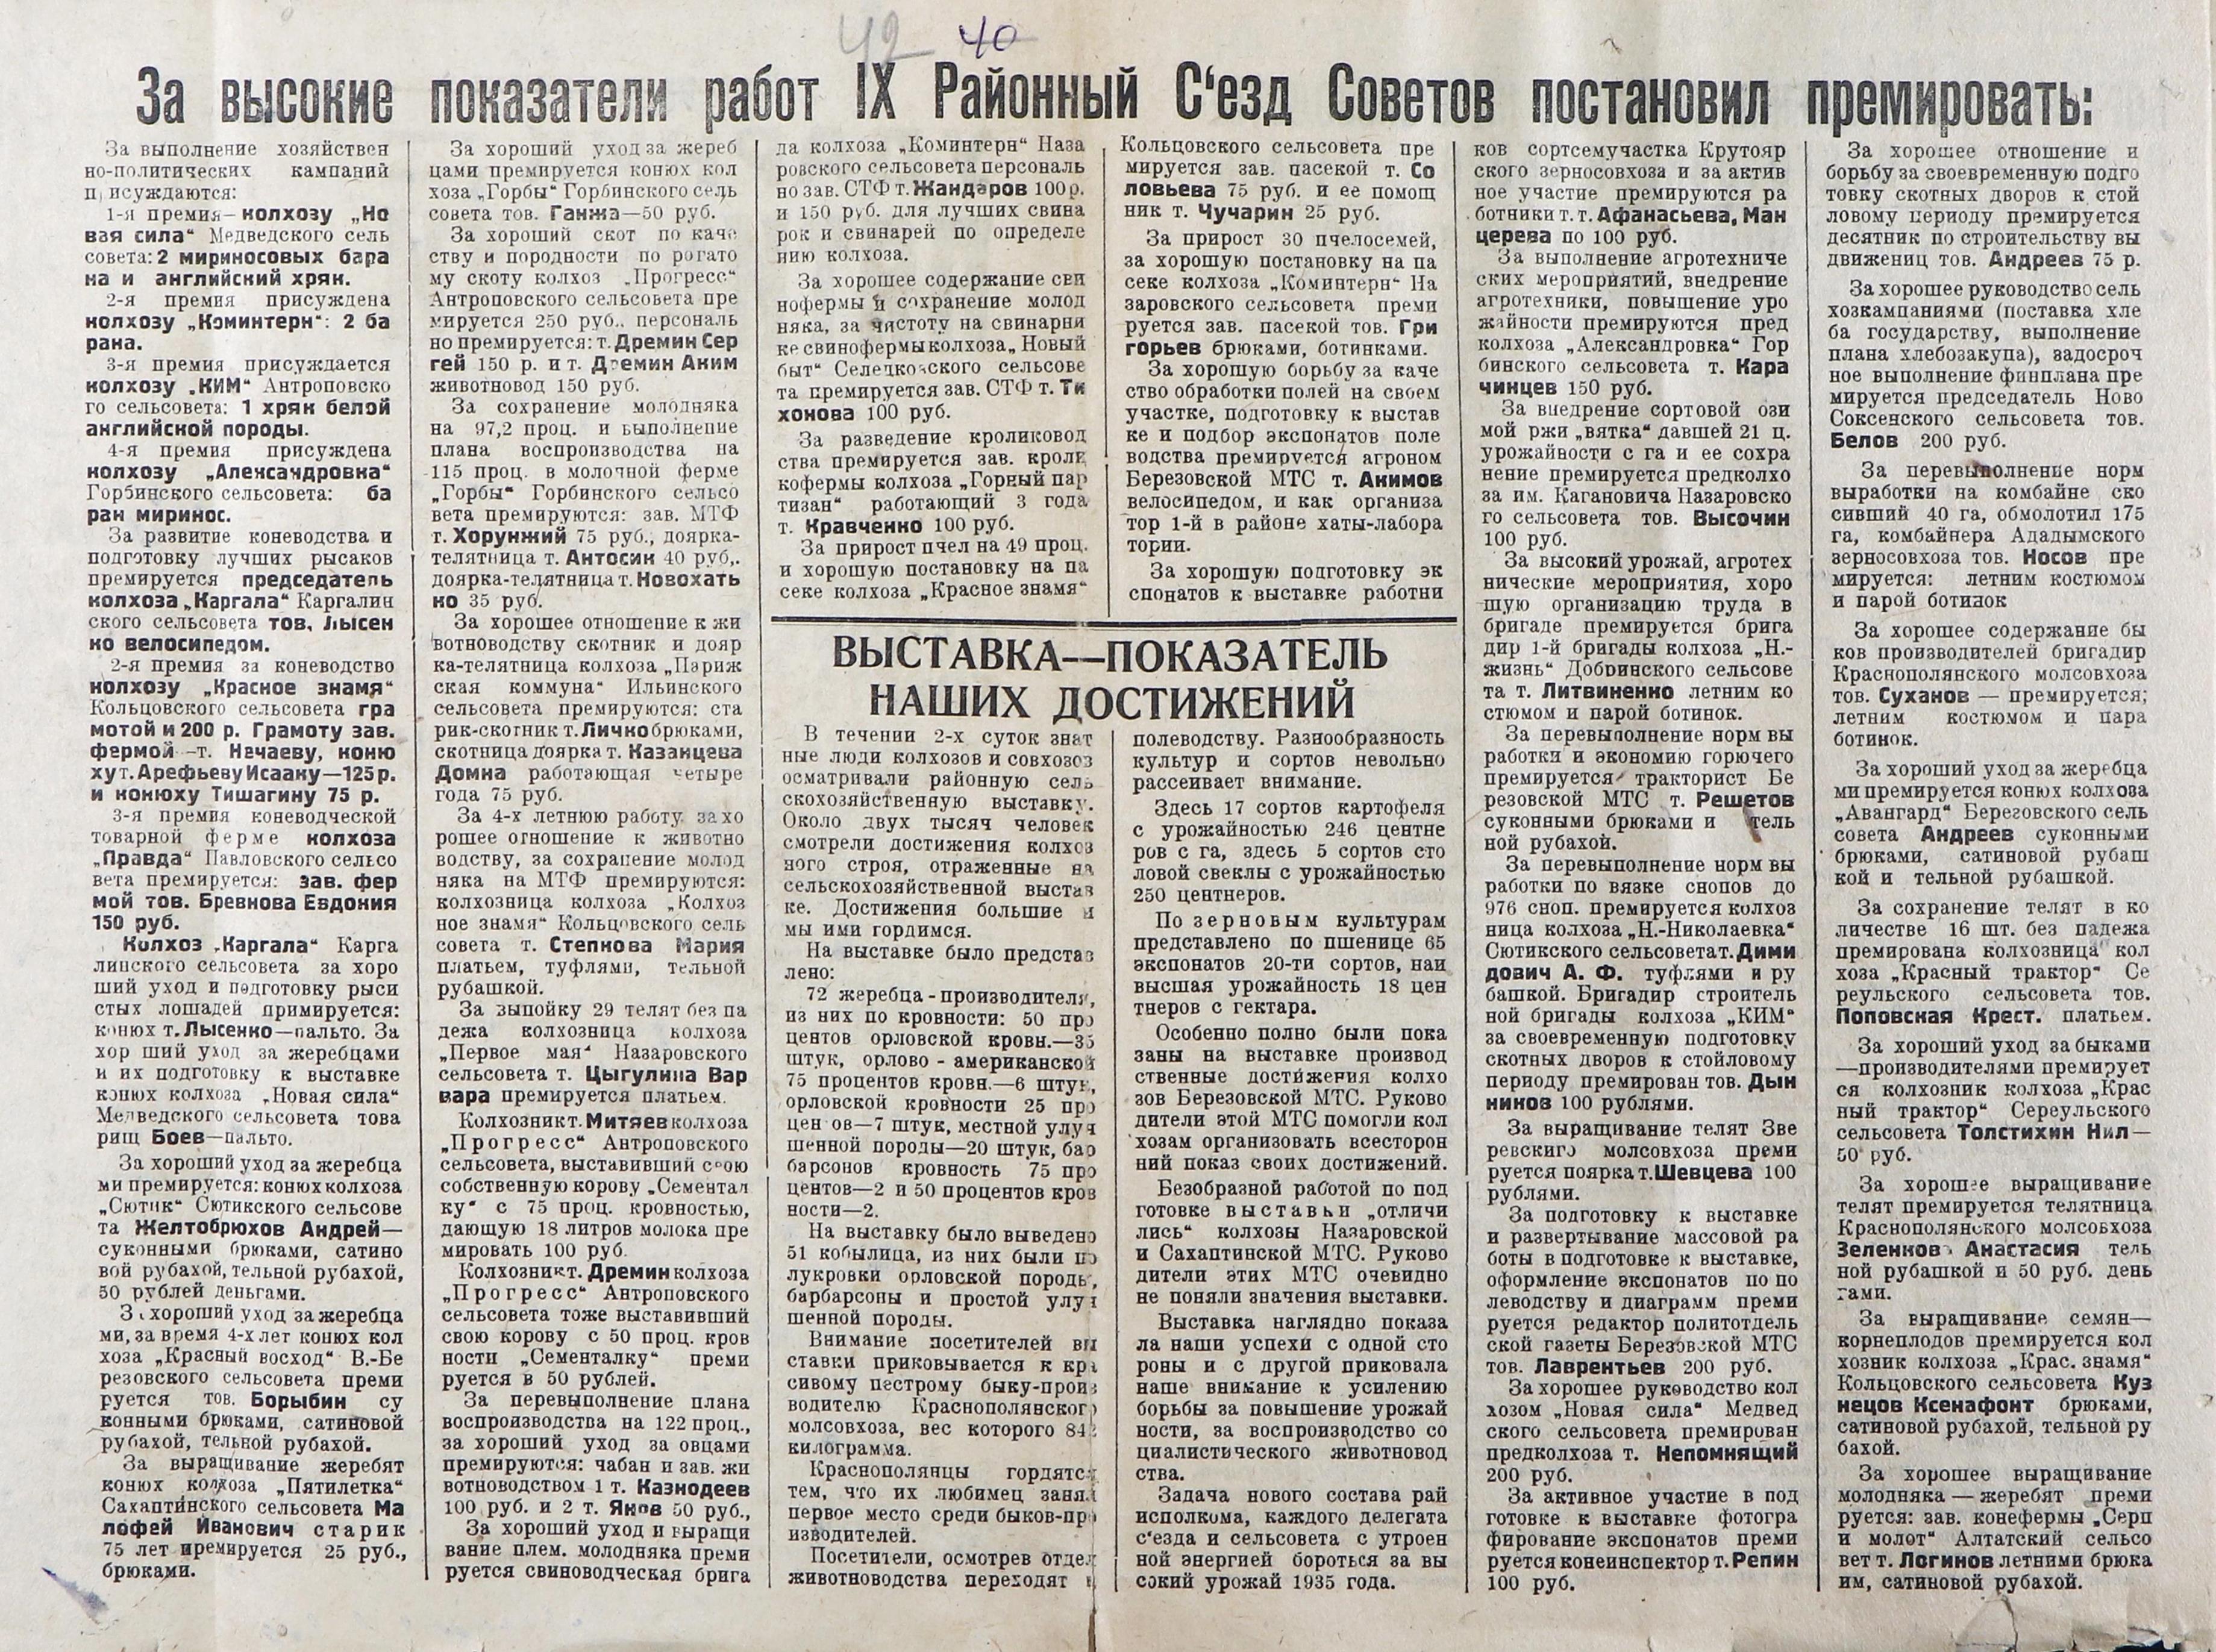 42 40
За высокие показатели работ IX Районный С‘езд Советов постановил премировать:
За выполнение хозяйствен
но-политических кампаний
присуждаются:
1-я премия—колхозу „Но
вая сила“ Медведского сель
совета: 2 мириносовых бара
на и английский хряк.
2-я премия присуждена
колхозу „Коминтерн“: 2 ба
рана.
3-я премия присуждается
колхозу „КИМ“ Антроповско
го сельсовета: 1 хряк белой
английской породы.
4-я премия присуждена
колхозу „Александровка“
Горбинского сельсовета: ба
ран миринос.
За развитие коневодства и
подготовку лучших рысаков
премируется председатель
колхоза „Каргала“ Каргалин
ского сельсовета тов. Лысен
ко велосипедом.
2-я премия за коневодство
колхозу „Красное знамя“
Кольцовского сельсовета гра
мотой и 200 р. Грамоту зав.
фермой —т. Нечаеву, коню
ху т. Арефьеву Исааку—125 р.
и конюху Тишагину 75 р.
3-я премия коневодческой
товарной ферме колхоза
„Правда“ Павловского сельсо
вета премируется: зав. фер
мой тов. Бревнова Евдокия
150 руб.
Колхоз „Каргала“ Карга
линского сельсовета за хоро
ший уход и подготовку рыси
стых лошадей примируется:
конюх т. Лысенко—пальто. За
хор ший уход за жеребцами
и их подготовку к выставке
конюх колхоза „Новая сила“
Медведского сельсовета това
рищ Боев—пальто.
За хороший уход за жеребца
ми премируется: конюх колхоза
„Сютик“ Сютикского сельсове
та Желтобрюхов Андрей—
суконными брюками, сатино
вой рубахой, тельной рубахой,
50 рублей деньгами.
За хороший уход за жеребца
ми, за время 4-х лет конюх кол
хоза „Красный восход“ В.-Бе
резовского сельсовета преми
руется тов. Борыбин су
конными брюками, сатиновой
рубахой, тельной рубахой.
За выращивание жеребят
конюх колхоза „Пятилетка“
Сахаптинского сельсовета Ма
лофей Иванович старик
75 лет премируется 25 руб.,
брюками.
За хороший уход за жереб
цами премируется конюх кол
хоза „Горбы“ Горбинского сель
совета тов. Ганжа—50 руб.
За хороший скот по каче
ству и породности по рогато
му скоту колхоз „Прогресс“
Антроповского сельсовета пре
мируется 250 руб., персональ
но премируется: т. Дремин Сер
гей 150 р. и т. Дремин Аким
животновод 150 руб.
За сохранение молодняка
на 97,2 проц. и выполнение
плана воспроизводства на
115 проц. в молочной ферме
„Горбы“ Горбинского сельсо
вета премируются: зав. МТФ
т. Хорунжий 75 руб., доярка-
телятница т. Антосик 40 руб,.
доярка-телятница т. Новохать
ко 35 руб.
За хорошее отношение к жи
вотноводству скотник и дояр
ка-телятница колхоза „Париж
ская коммуна“ Ильинского
сельсовета премируются: ста
рик-скотник т. Личко брюками,
скотница доярка т. Казанцева
Домна работающая четыре
года 75 руб.
За 4-х летнюю работу за хо
рошее отношение к животно
водству, за сохранение молод
няка на МТФ премируются:
колхозница колхоза „Колхоз
ное знамя“ Кольцовского сель
совета т. Степкова Мария
платьем, туфлями, тельной
рубашкой.
За выпойку 29 телят без па
дежа колхозница колхоза
„Первое мая“ Назаровского
сельсовета т. Цыгулина Вар
вара премируется платьем.
Колхозник т. Митяев колхоза
„Прогресс“ Антроповского
сельсовета, выставивший свою
собственную корову „Сементал
ку“ с 75 проц. кровностью,
дающую 18 литров молока пре
мировать 100 руб.
Колхозник т. Дремин колхоза
„Прогресс“ Антроповского
сельсовета тоже выставивший
свою корову с 50 проц. кров
ности „Сементалку“ преми
руется в 50 рублей.
За перевыполнение плана
воспроизводства на 122 проц.,
за хороший уход за овцами
премируются: чабан и зав. жи
вотноводством 1 т. Казнодеев
100 руб. и 2 т. Яков 50 руб.,
За хороший уход и выращи
вание плем. молодняка преми
руется свиноводческая брига
да колхоза „Коминтерн“ Наза
ровского сельсовета персональ
но зав. СТФ т. Жандаров 100 р.
и 150 руб. для лучших свина
рок и свинарей по определе
нию колхоза.
За хорошее содержание сви
нофермы и сохранение молод
няка, за чистоту на свинарни
ке свинофермы колхоза „Новый
быт“ Селецковского сельсове
та премируется зав. СТФ т. Ти
хонова 100 руб.
За разведение кролиководства
премируется зав. кроли
кофермы колхоза „Горный пар
тизан“ работающий 3 года
т. Кравченко 100 руб.
За прирост пчел на 49 проц.
и хорошую постановку на па
секе колхоза „Красное знамя“
Кольцовского сельсовета пре
мируется зав. пасекой т. Со
ловьева 75 руб. и ее помощ
ник т. Чучарин 25 руб.
За прирост 30 пчелосемей,
за хорошую постановку на па
секе колхоза „Коминтерн“ На
заровского сельсовета преми
руется зав. пасекой тов. Гри
горьев брюками, ботинками.
За хорошую борьбу за каче
ство обработки полей на своем
участке, подготовку к выстав
ке и подбор экспонатов поле
водства премируется агроном
Березовской МТС т. Акимов
велосипедом, и как организа
тор 1-й в районе хаты-лабора
тории.
За хорошую подготовку эк
спонатов к выставке работни
ков сортсемучастка Крутояр
ского зерносовхоза и за актив
ное участие премируются ра
ботники т. т. Афанасьева, Ман
церева по 100 руб.
За выполнение агротехниче
ских мероприятий, внедрение
агротехники, повышение уро
жайности премируются пред
колхоза „Александровка“ Гор
бинского сельсовета т. Кара
чинцев 150 руб.
За внедрение сортовой ози
мой ржи „вятка“ давшей 21 ц.
урожайности с га и ее сохра
нение премируется предколхо
за им. Кагановича Назаровско
го сельсовета тов. Высочин
100 руб.
За высокий урожай, агротех
нические мероприятия, хоро
шую организацию труда в
бригаде премируется брига
дир 1-й бригады колхоза „Н.-
жизнь“ Добринского сельсове
та т. Литвиненко летним ко
стюмом и парой ботинок.
За перевыполнение норм вы
работки и экономию горючего
премируется тракторист Бе
резовской МТС т. Решетов
суконными брюками и тель
ной рубахой.
За перевыполнение норм вы
работки по вязке снопов до
976 сноп. премируется колхоз
ница колхоза „Н.-Николаевка“
Сютикского сельсовета т. Дими
дович А. Ф. туфлями и ру
башкой. Бригадир строитель
ной бригады колхоза „КИМ“
за своевременную подготовку
скотных дворов к стойловому
периоду премирован тов. Дын
ников 100 рублями.
За выращивание телят Зве
ревскиго молсовхоза преми
руется поярка т. Шевцева 100
рублями.
За подготовку к выставке
и развертывание массовой ра
боты в подготовке к выставке,
оформление экспонатов по по
леводству и диаграмм преми
руется редактор политотдель
ской газеты Березовской МТС
тов. Лаврентьев 200 руб.
За хорошее руководство кол
хозом „Новая сила“ Медвед
ского сельсовета премирован
предколхоза т. Непомнящий
200 руб.
За активное участие в под
готовке к выставке фотогра
фирование экспонатов преми
руется конеинспектор т. Репин
100 руб.
За хорошее отношение и
борьбу за своевременную подго
товку скотных дворов к стой
ловому периоду премируется
десятник по строительству вы
движениц тов. Андреев 75 р.
За хорошее руководство сель
хозкампаниями (поставка хле
ба государству, выполнение
плана хлебозакупа), задосроч
ное выполнение финплана пре
мируется председатель Ново
Соксенского сельсовета тов.
Белов 200 руб.
За перевыполнение норм
выработки на комбайне ско
сивший 40 га, обмолотил 175
га, комбайнера Ададымского
зерносовхоза тов. Носов пре
мируется: летним костюмом
и парой ботинок
За хорошее содержание бы
ков производителей бригадир
Краснополянского молсовхоза
тов. Суханов — премируется;
летним костюмом и пара
ботинок.
За хороший уход за жеребца
ми премируется конюх колхоза
„Авангард“ Березовского сель
совета Андреев суконными
брюками, сатиновой рубаш
кой и тельной рубашкой.
За сохранение телят в ко
личестве 16 шт. без падежа
премирована колхозница кол
хоза „Красный трактор“ Се
реульского сельсовета тов.
Поповская Крест. платьем.
За хороший уход за быками
—производителями премирует
ся колхозник колхоза „Крас
ный трактор“ Сереульского
сельсовета Толстихин Нил—
50 руб.
За хорошее выращивание
телят премируется телятница
Краснополянского молсовхоза
Зеленков Анастасия тель
ной рубашкой и 50 руб. день
гами.
За выращивание семян—
корнеплодов премируется кол
хозник колхоза „Крас. знамя“
Кольцовского сельсовета Куз
нецов Ксенафонт брюками,
сатиновой рубахой, тельной ру
бахой.
За хорошее выращивание
молодняка — жеребят преми
руется: зав. конефермы „Серп
и молот“ Алтатский сельсо
вет т. Логинов летними брюка
им, сатиновой рубахой.
ВЫСТАВКА—ПОКАЗАТЕЛЬ
НАШИХ ДОСТИЖЕНИЙ
В течении 2-х суток знат
ные люди колхозов и совхозов
осматривали районную сель
скохозяйственную выставку.
Около двух тысяч человек
смотрели достижения колхоз
ного строя, отраженные на
сельскохозяйственной выстав
ке. Достижения большие и
мы ими гордимся.
На выставке было представ
лено:
72 жеребца-производителя,
из них по кровности: 50 про
центов орловской кровн.—35
штук, орлово-американской
75 процентов кровн.—6 штук,
орловской кровности 25 про
цен ов—7 штук, местной улуч
шенной породы—20 штук, бар
барсонов кровность 75 про
центов—2 и 50 процентов кров
ности—2.
На выставку было выведено
51 кобылица, из них были по
лукровки орловской породы,
барбарсоны и простой улуч
шенной породы.
Внимание посетителей вы
ставки приковывается к кра
сивому пестрому быку-произ
водителю Краснополянского
молсовхоза, вес которого 842
килограмма.
Краснополянцы гордятся
тем, что их любимец занял
первое место среди быков-про
изводителей.
Посетители, осмотрев отдел
животноводства переходят к
полеводству. Разнообразность
культур и сортов невольно
рассеивает внимание.
Здесь 17 сортов картофеля
с урожайностью 246 центне
ров с га, здесь 5 сортов сто
ловой свеклы с урожайностью
250 центнеров.
По зерновым культурам
представлено по пшенице 65
экспонатов 20-ти сортов, наи
высшая урожайность 18 цен
тнеров с гектара.
Особенно полно были пока
заны на выставке производ
ственные достижения колхо
зов Березовской МТС. Руково
дители этой МТС помогли кол
хозам организовать всесторон
ний показ своих достижений.
Безобразной работой по под
готовке выставки „отличи
лись“ колхозы Назаровской
и Сахаптинской МТС. Руково
дители этих МТС очевидно
не поняли значения выставки.
Выставка наглядно показа
ла наши успехи с одной сто
роны и с другой приковала
наше внимание к усилению
борьбы за повышение урожай
ности, за воспроизводство со
циалистического животновод
ства.
Задача нового состава рай
исполкома, каждого делегата
с‘езда и сельсовета с утроен
ной энергией бороться за вы
сокий урожай 1935 года.